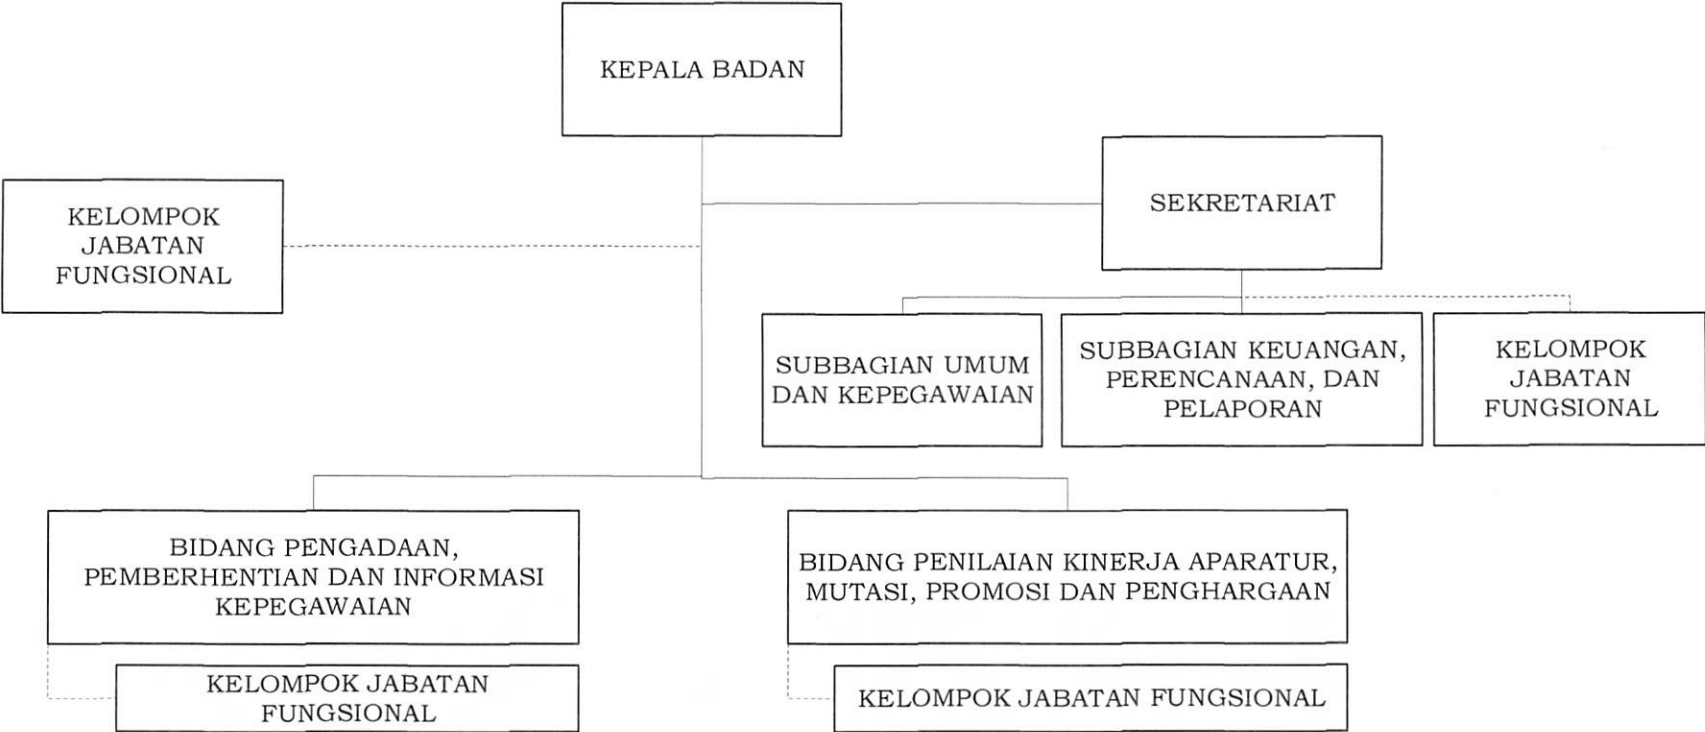 KEPALA BADAN
SEKRETARIAT
KELOMPOK
JABATAN
FUNGSIONAL
SUBBAGIAN UMUM
DAN KEPEGAWAIAN
SUBBAGIAN KEUANGAN,
PERENCANAAN, DAN
PELAPORAN
KELOMPOK
JABATAN
FUNGSIONAL
BIDANG PENGADAAN,
PEMBERHENTIAN DAN INFORMASI
KEPEGAWAIAN
KELOMPOK JABATAN
FUNGSIONAL
BIDANG PENILAIAN KINERJA APARATUR,
MUTASI, PROMOSI DAN PENGHARGAAN
KELOMPOK JABATAN FUNGSIONAL